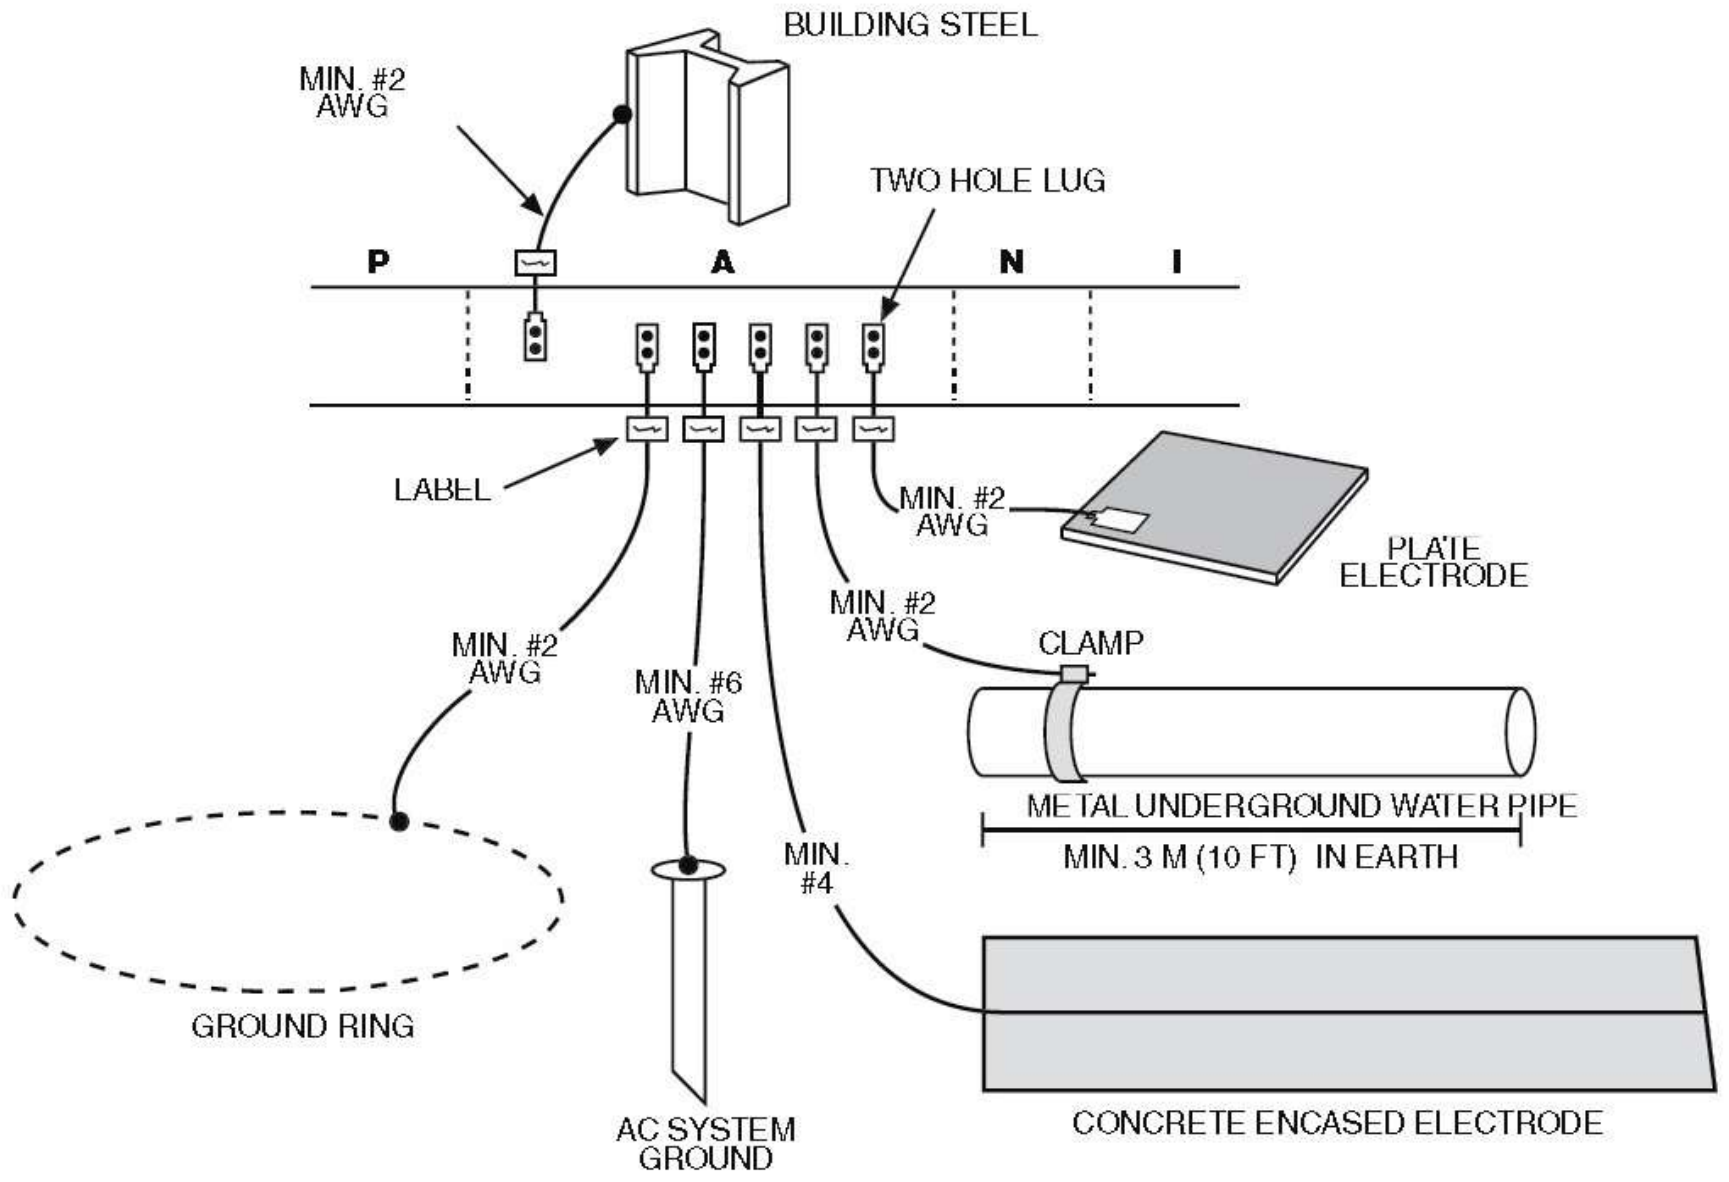 BUILDING STEEL
MIN. #2
AWG
TWO HOLE LUG
P
A
N
I
LABEL
MIN. #2
AWG
PLATE
ELECTRODE
MIN. #2
AWG
CLAMP
MIN. #2
AWG
MIN. #6
AWG
METAL UNDERGROUND WATER PIPE
MIN. 3 M (10 FT) IN EARTH
MIN.
#4
GROUND RING
AC SYSTEM
GROUND
CONCRETE ENCASED ELECTRODE